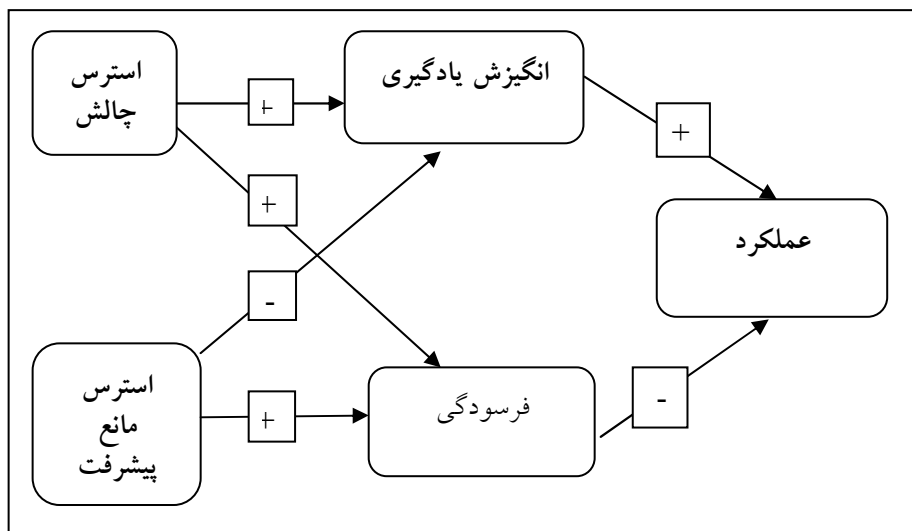 استرس
چالش
+
انگیزش یادگیری
+
+
عملکرد
-
استرس
مانع
پیشرفت
+
فرسودگی
-